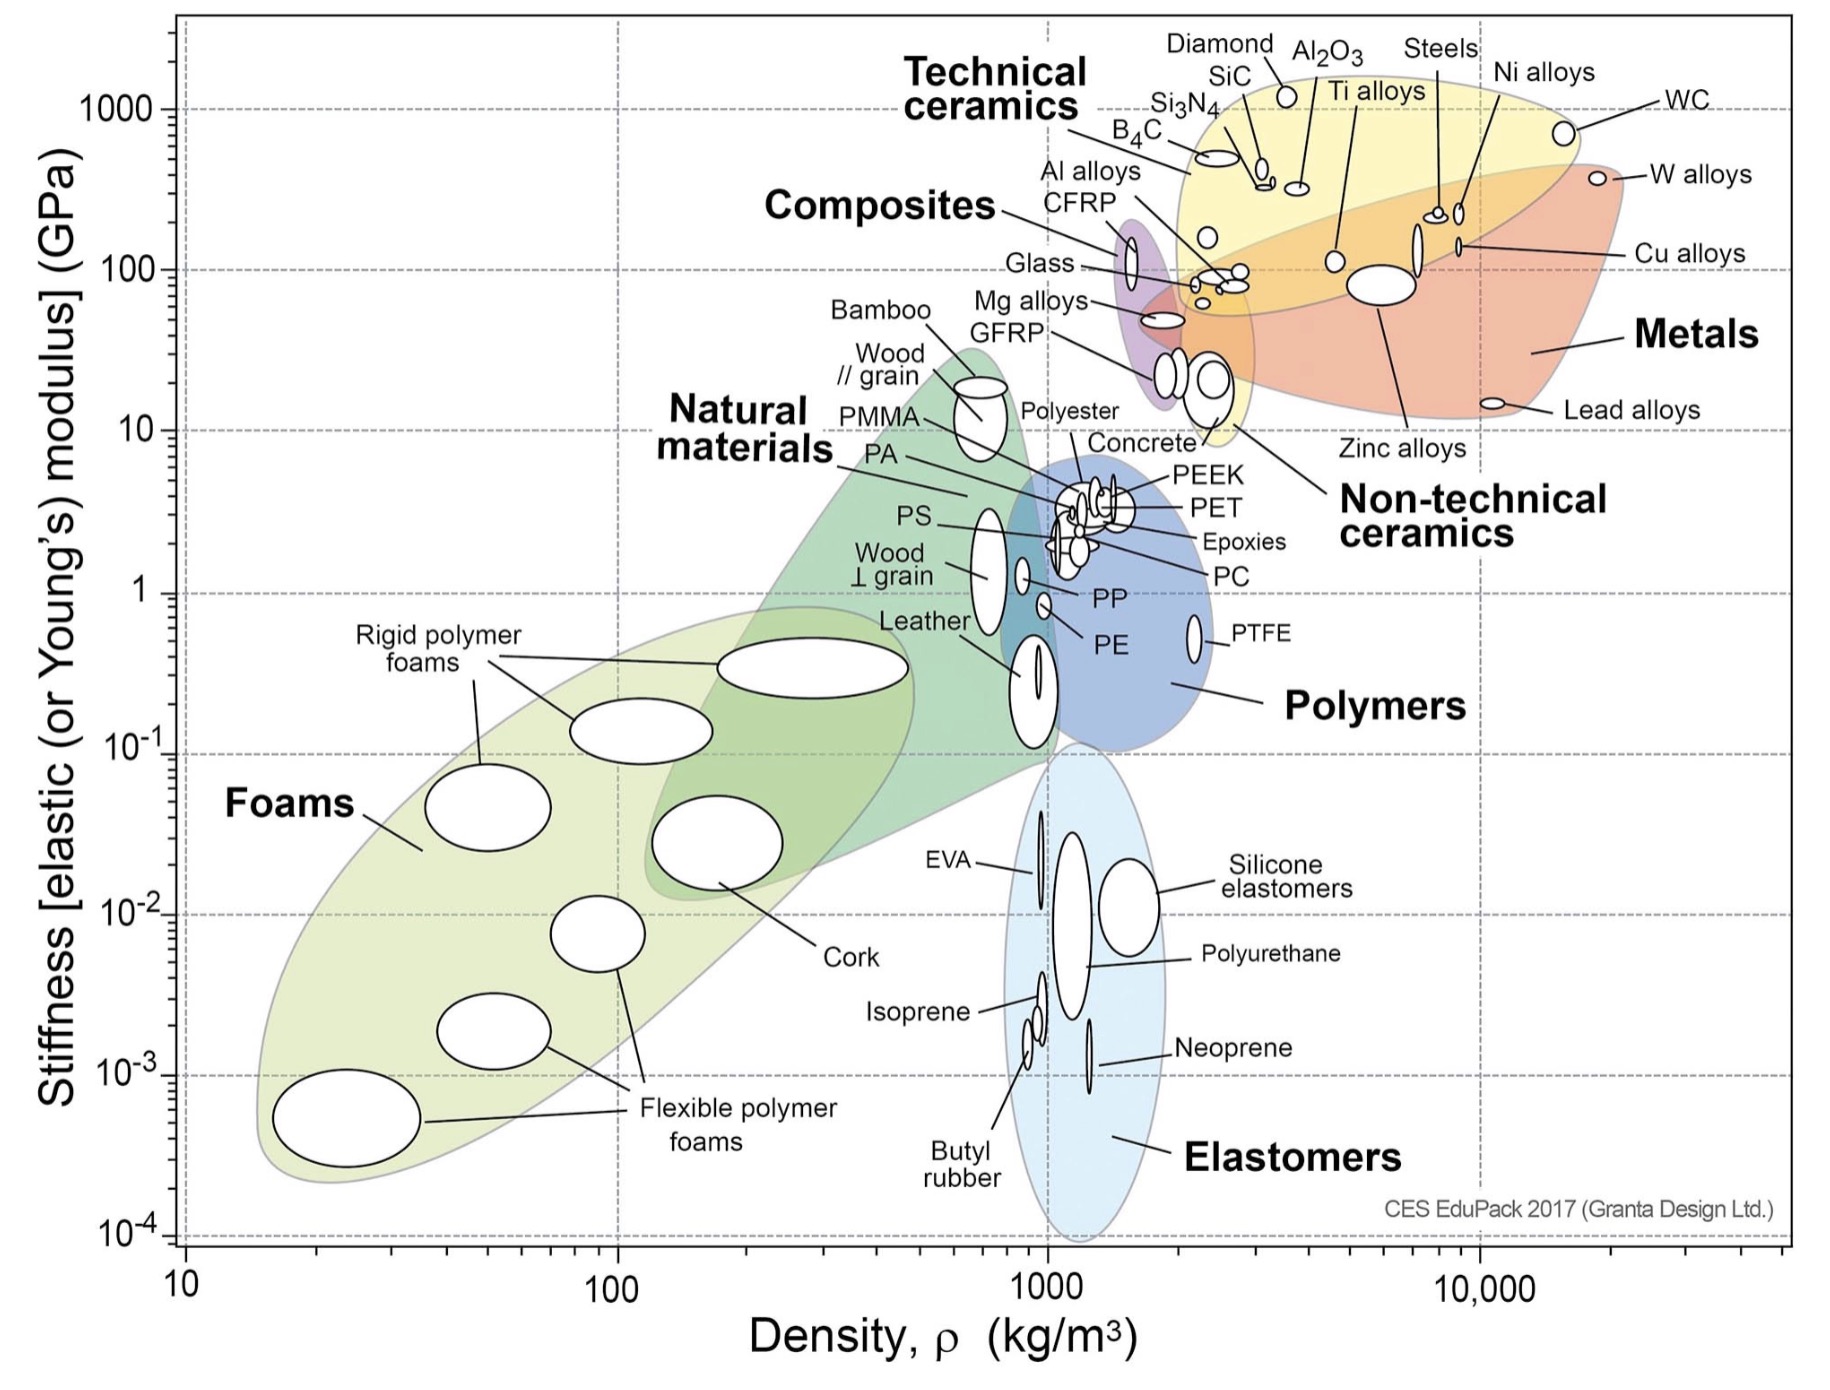 Stiffness [elastic (or Young's) modulus] (GPa)
1000
100
10
1
10-1
10-2
10-3
10-4
Technical
ceramics
Diamond
Al2O3
Steels
SiC
Ti alloys
Ni alloys
Si3N4
WC
B4C
Al alloys
W alloys
Composites
CFRP
Glass
Cu alloys
Mg alloys
Bamboo
GFRP
Metals
Wood
// grain
Natural
materials
PMMA
Polyester
Lead alloys
Concrete
Zinc alloys
PA
PEEK
Non-technical
ceramics
PS
PET
Epoxies
Wood
⊥ grain
PC
PP
Leather
PE
PTFE
Rigid polymer
foams
Polymers
Foams
EVA
Silicone
elastomers
Cork
Polyurethane
Isoprene
Neoprene
Flexible polymer
foams
Butyl
rubber
Elastomers
CES EduPack 2017 (Granta Design Ltd.)
10
100
1000
10,000
Density, ρ (kg/m3)